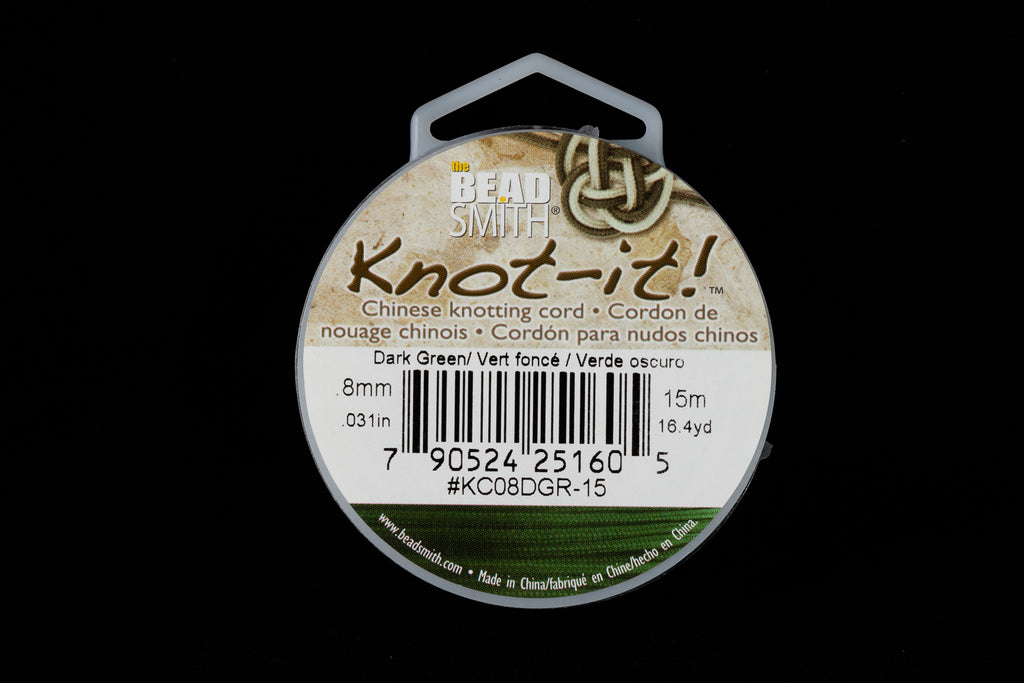 the
BEAD
SMITH®
Knot-it!™
Chinese knotting cord • Cordon de
nouage chinois • Cordón para nudos chinos
Dark Green/ Vert foncé / Verde oscuro
.8mm
15m
.031in
16.4yd
7 90524 25160 5
#KC08DGR-15
www.beadsmith.com • Made in China/fabriqué en Chine/hecho en China.